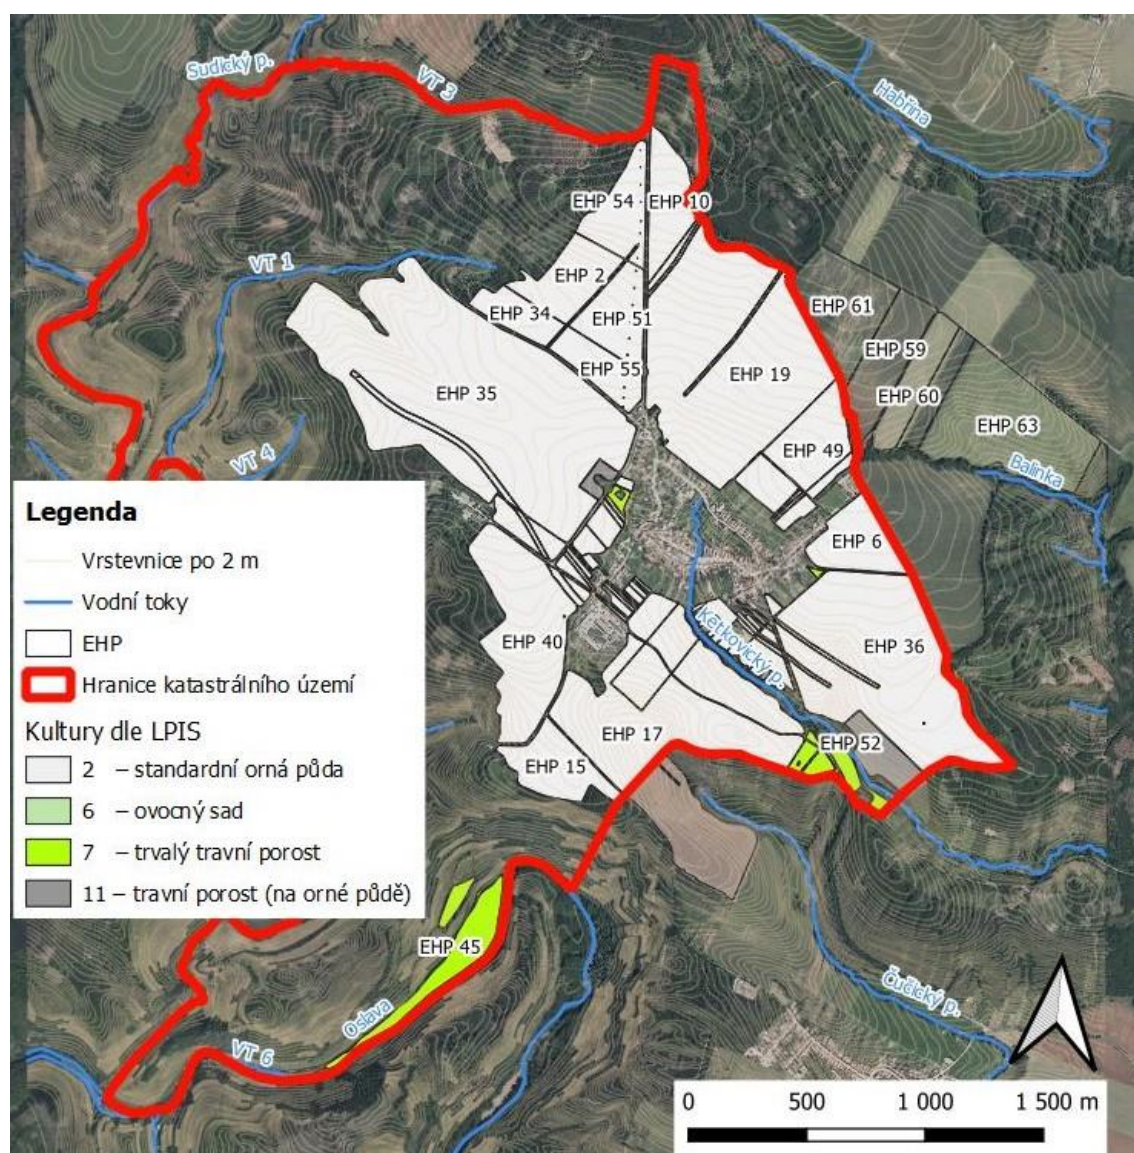 Sudický p.
VT 3
Habřina
EHP 54
EHP 10
VT 1
EHP 2
EHP 61
EHP 34
EHP 51
EHP 59
EHP 55
EHP 19
EHP 35
EHP 60
EHP 63
EHP 49
VT 4
Balinka
Legenda
Vrstevnice po 2 m
Vodní toky
EHP
Hranice katastrálního území
Kultury dle LPIS
2 – standardní orná půda
6 – ovocný sad
7 – trvalý travní porost
11 – travní porost (na orné půdě)
EHP 6
EHP 40
Kětkovický p.
EHP 36
EHP 17
EHP 52
EHP 15
EHP 45
Oslava
Čučický p.
VT 6
0 500 1 000 1 500 m